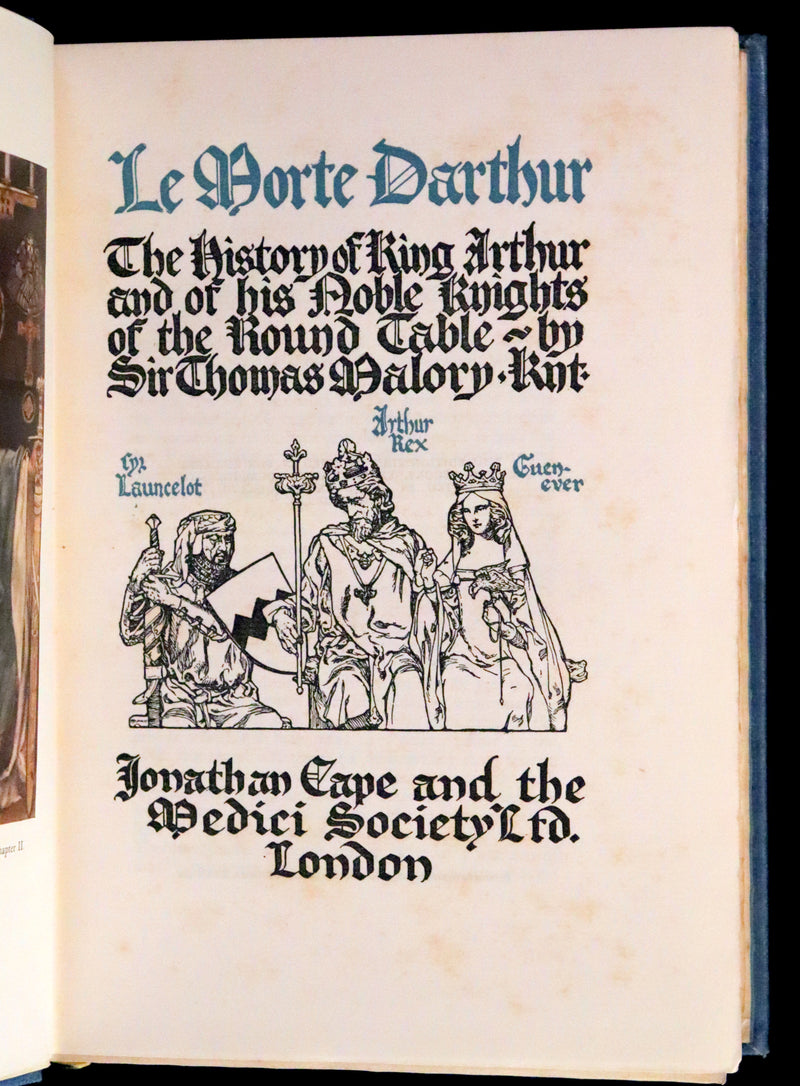 Le Morte Darthur
The History of King Arthur
and of his Noble Knights
of the Round Table ~ by
Sir Thomas Malory · Knt·
Arthur
Rex
Syr
Launcelot
Guen-
ever
Jonathan Cape and the
Medici Society Ltd.
London
Chapter II